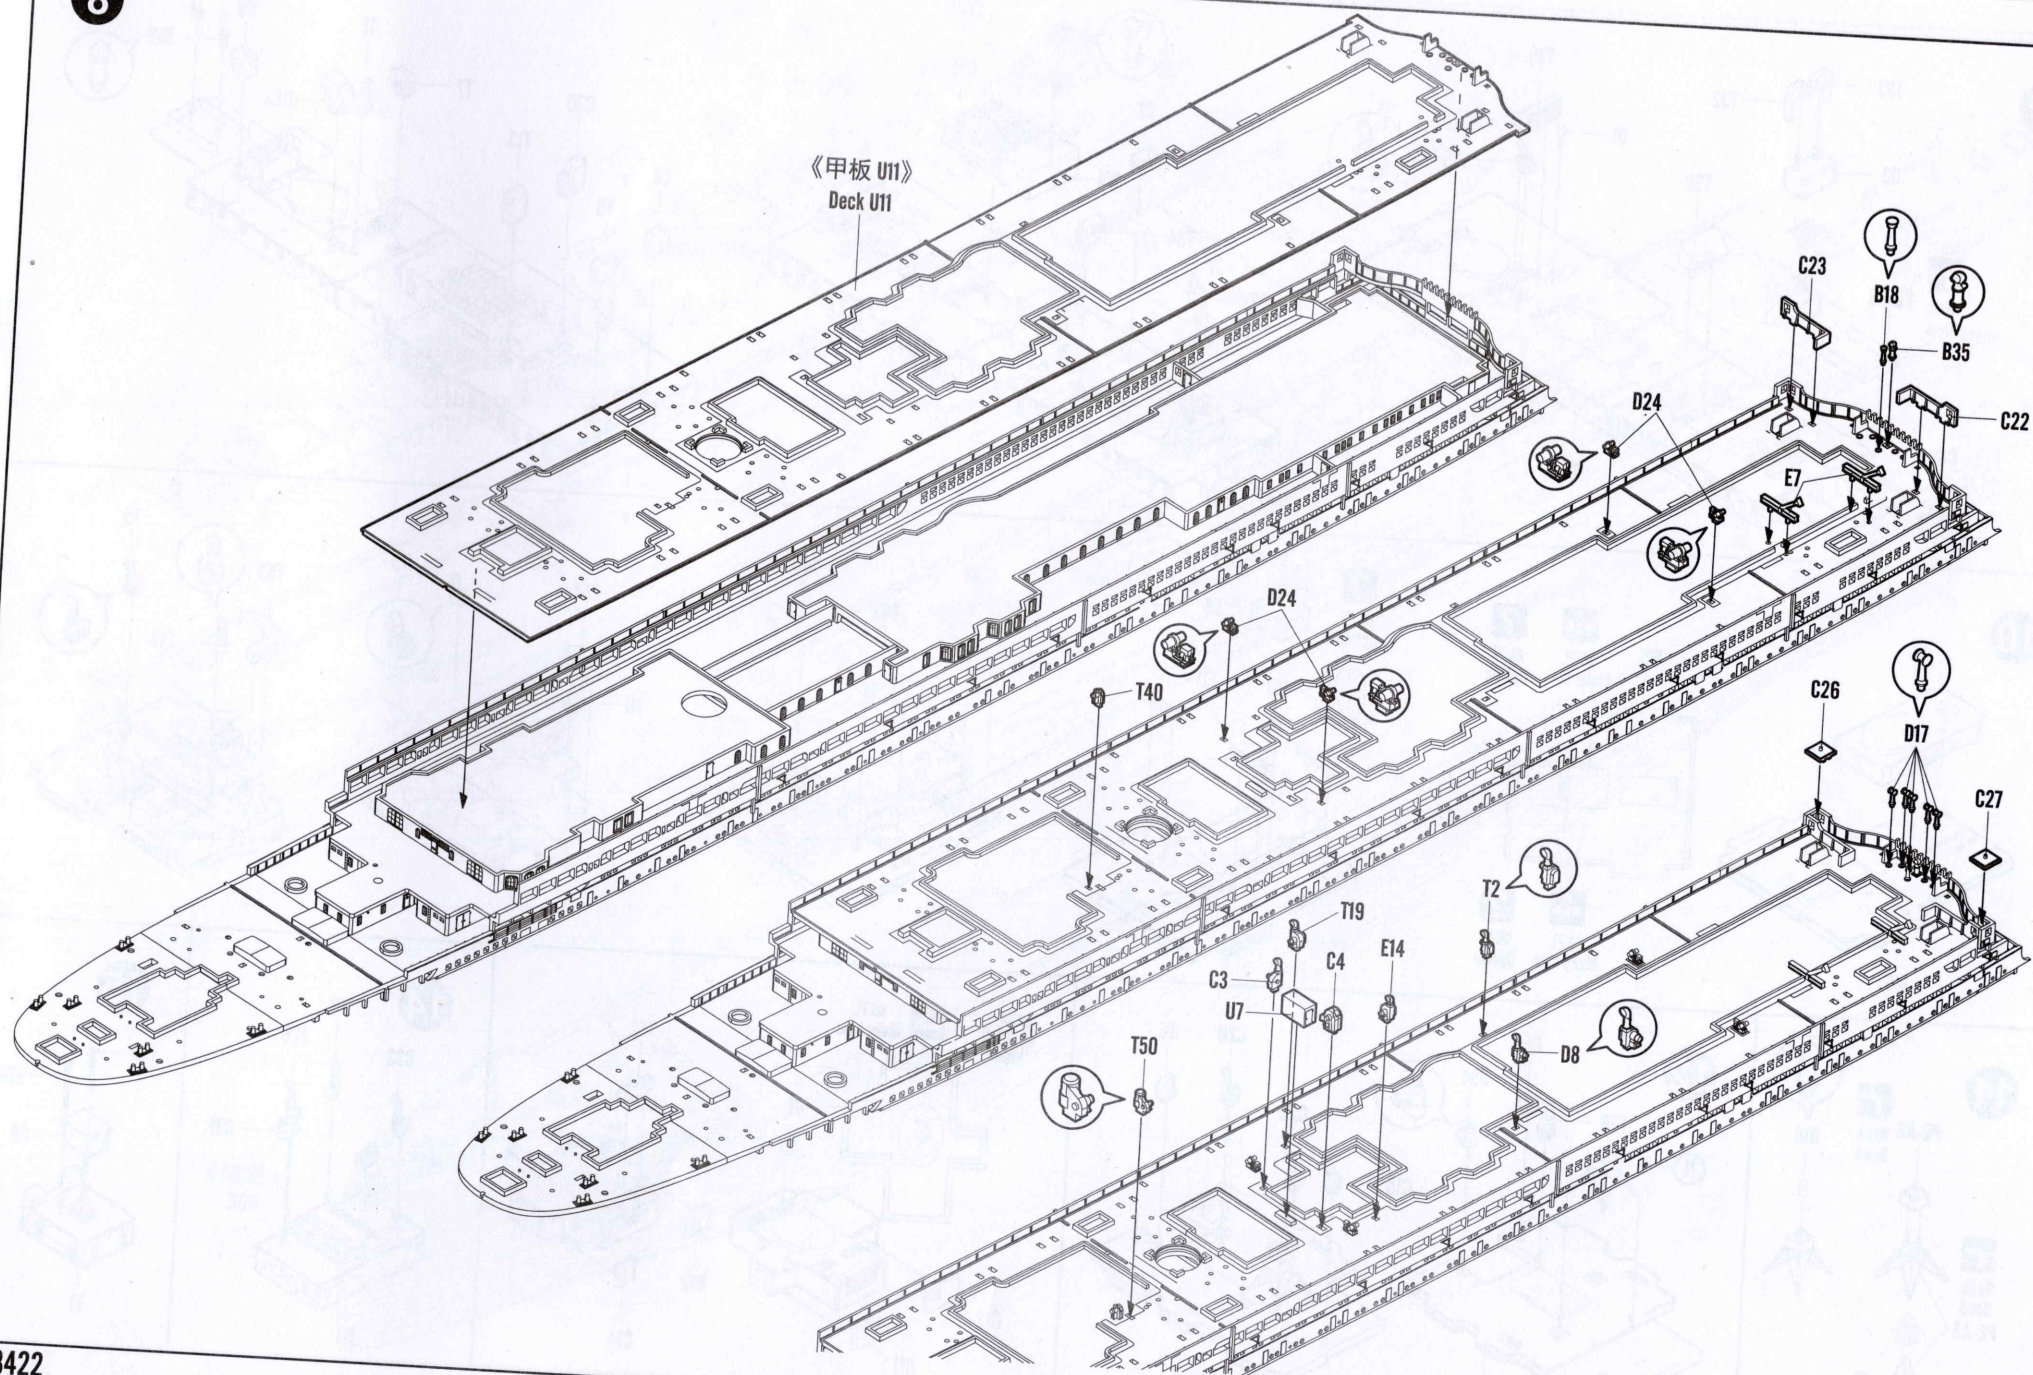 8
《甲板 U11》
Deck U11
C23
B18
B35
C22
D24
E7
D24
T40
C26
D17
C27
T2
T19
C3
C4
E14
U7
D8
T50
3422